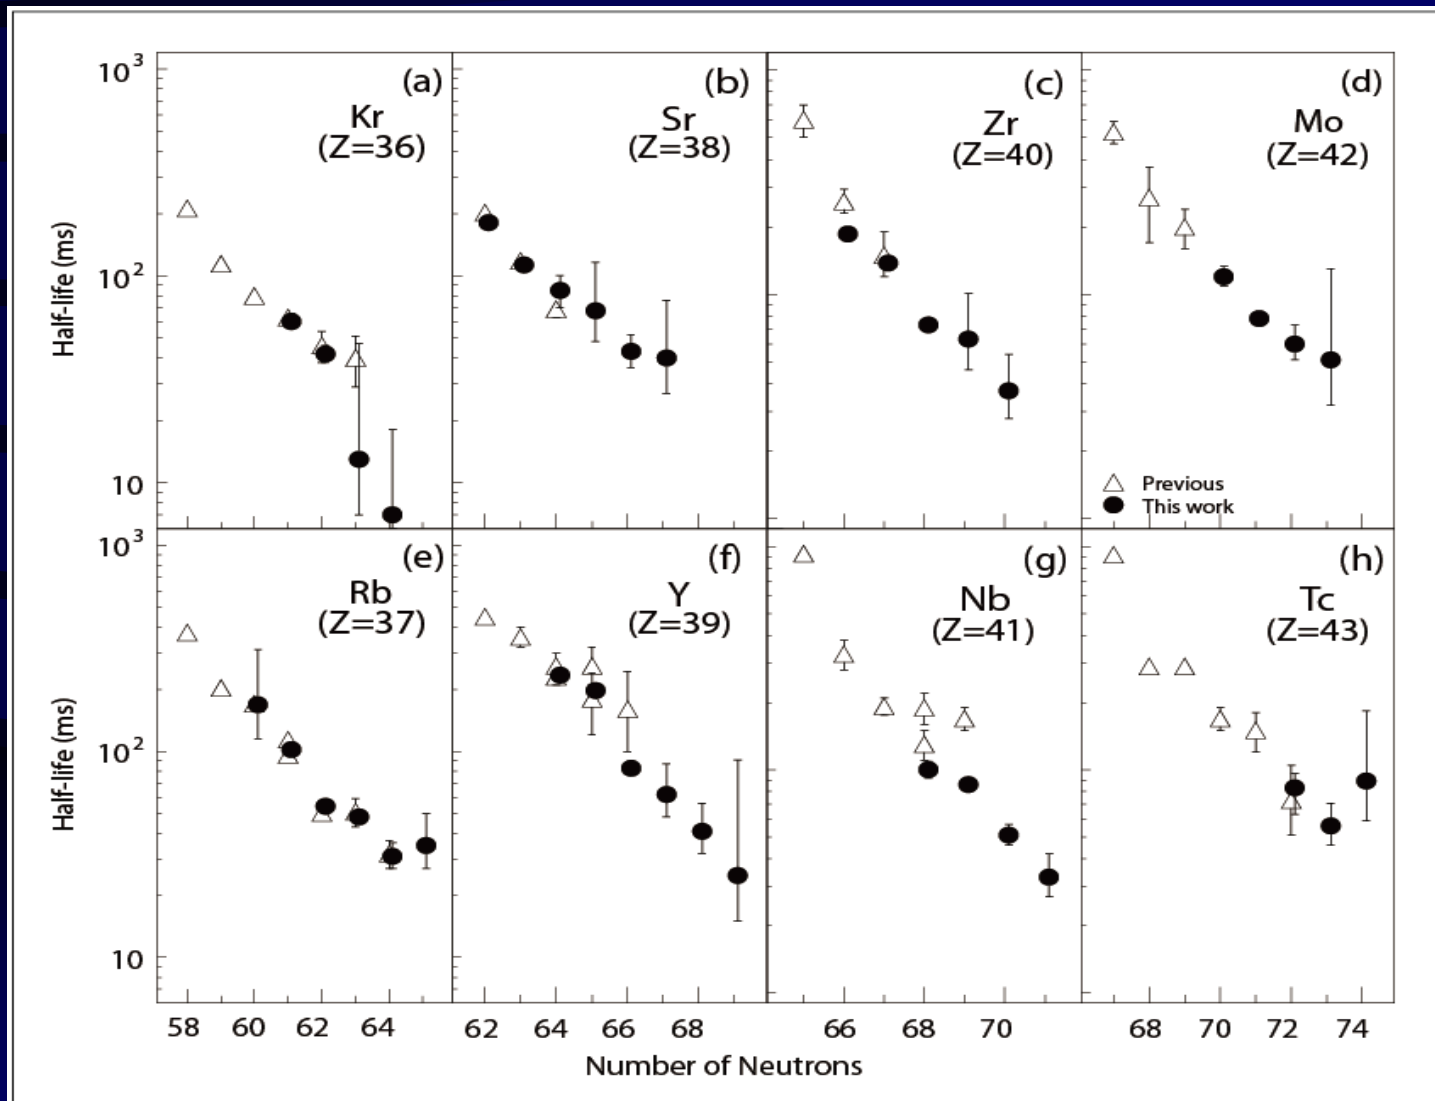 (a)
Kr
(Z=36)
(b)
Sr
(Z=38)
(c)
Zr
(Z=40)
(d)
Mo
(Z=42)
10³
10²
10
Half-life (ms)
Previous
This work
(e)
Rb
(Z=37)
(f)
Y
(Z=39)
(g)
Nb
(Z=41)
(h)
Tc
(Z=43)
10³
10²
10
Half-life (ms)
58 60 62 64 62 64 66 68 66 68 70 68 70 72 74
Number of Neutrons